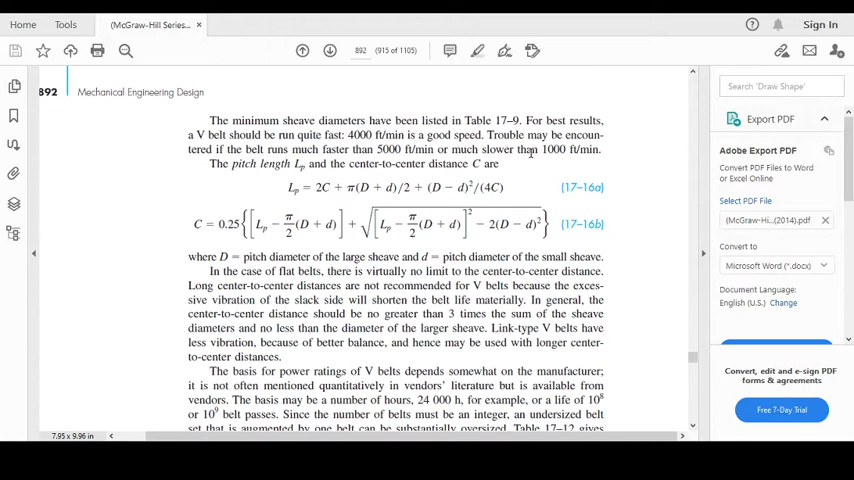 Home
Tools
(McGraw-Hill Series... ×
Sign In
892
(915 of 1105)
892
Mechanical Engineering Design
The minimum sheave diameters have been listed in Table 17–9. For best results,
a V belt should be run quite fast: 4000 ft/min is a good speed. Trouble may be encoun-
tered if the belt runs much faster than 5000 ft/min or much slower than 1000 ft/min.
The pitch length Lp and the center-to-center distance C are
Lp = 2C + π(D + d)/2 + (D − d)²/(4C) (17–16a)
C = 0.25{[Lp − π/2 (D + d)] + √([Lp − π/2 (D + d)]² − 2(D − d)²)} (17–16b)
where D = pitch diameter of the large sheave and d = pitch diameter of the small sheave.
In the case of flat belts, there is virtually no limit to the center-to-center distance.
Long center-to-center distances are not recommended for V belts because the exces-
sive vibration of the slack side will shorten the belt life materially. In general, the
center-to-center distance should be no greater than 3 times the sum of the sheave
diameters and no less than the diameter of the larger sheave. Link-type V belts have
less vibration, because of better balance, and hence may be used with longer center-
to-center distances.
The basis for power ratings of V belts depends somewhat on the manufacturer;
it is not often mentioned quantitatively in vendors' literature but is available from
vendors. The basis may be a number of hours, 24 000 h, for example, or a life of 10⁸
or 10⁹ belt passes. Since the number of belts must be an integer, an undersized belt
set that is augmented by one belt can be substantially oversized. Table 17–12 gives
7.95 x 9.96 in
Search 'Draw Shape'
Export PDF
Adobe Export PDF
Convert PDF Files to Word
or Excel Online
Select PDF File
(McGraw-Hi...(2014).pdf ×
Convert to
Microsoft Word (*.docx)
Document Language:
English (U.S.) Change
Convert, edit and e-sign PDF
forms & agreements
Free 7-Day Trial